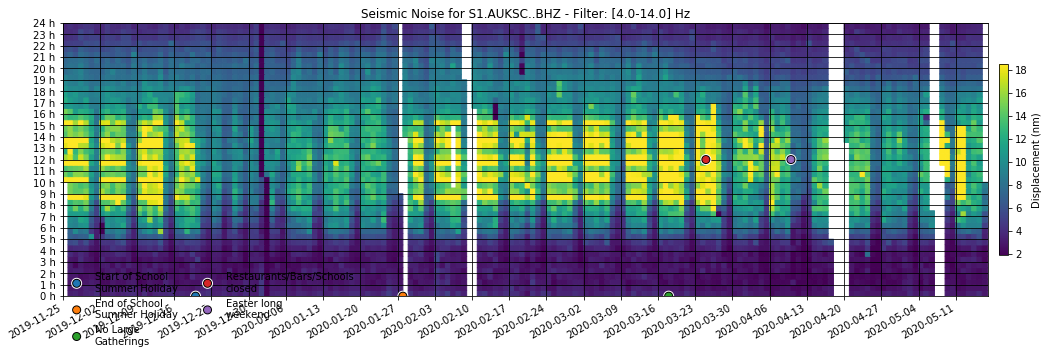 Seismic Noise for S1.AUKSC..BHZ - Filter: [4.0-14.0] Hz
24 h
23 h
22 h
21 h
20 h
19 h
18 h
17 h
16 h
15 h
14 h
13 h
12 h
11 h
10 h
9 h
8 h
7 h
6 h
5 h
4 h
3 h
2 h
1 h
0 h
18
16
14
12
10
8
6
4
2
Displacement (nm)
Start of School
Summer Holiday
End of School
Summer Holiday
No Large
Gatherings
Restaurants/Bars/Schools
closed
Easter long
weekend
2019-11-25
2019-12-02
2019-12-09
2019-12-16
2020-01-13
2020-01-20
2020-01-27
2020-02-03
2020-02-10
2020-02-17
2020-02-24
2020-03-02
2020-03-09
2020-03-16
2020-03-23
2020-03-30
2020-04-06
2020-04-13
2020-04-20
2020-04-27
2020-05-04
2020-05-11